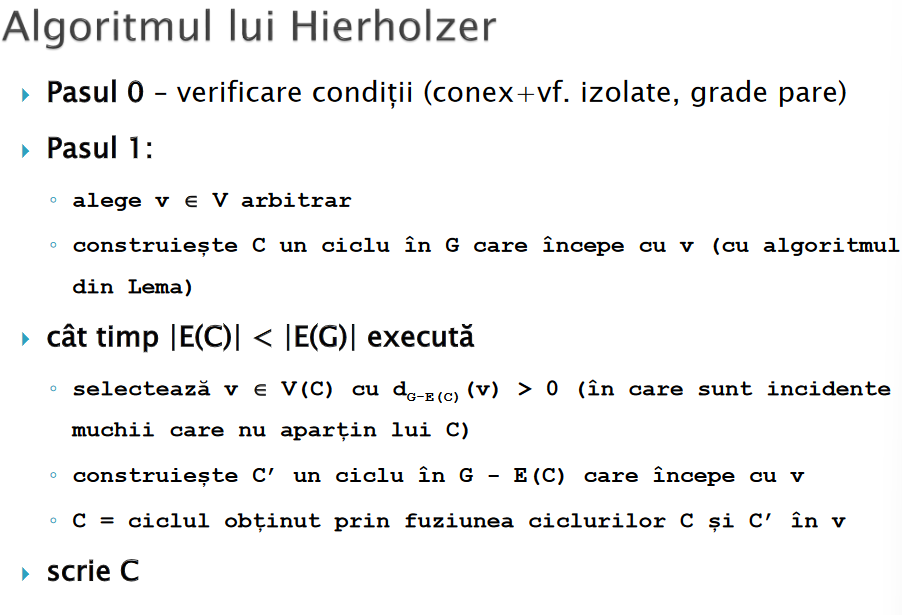 Algoritmul lui Hierholzer
Pasul 0 – verificare condiții (conex+vf. izolate, grade pare)
Pasul 1:
alege v ∈ V arbitrar
construiește C un ciclu în G care începe cu v (cu algoritmul
din Lema)
cât timp |E(C)| < |E(G)| execută
selectează v ∈ V(C) cu dG-E(C)(v) > 0 (în care sunt incidente
muchii care nu aparțin lui C)
construiește C’ un ciclu în G - E(C) care începe cu v
C = ciclul obținut prin fuziunea ciclurilor C și C’ în v
scrie C